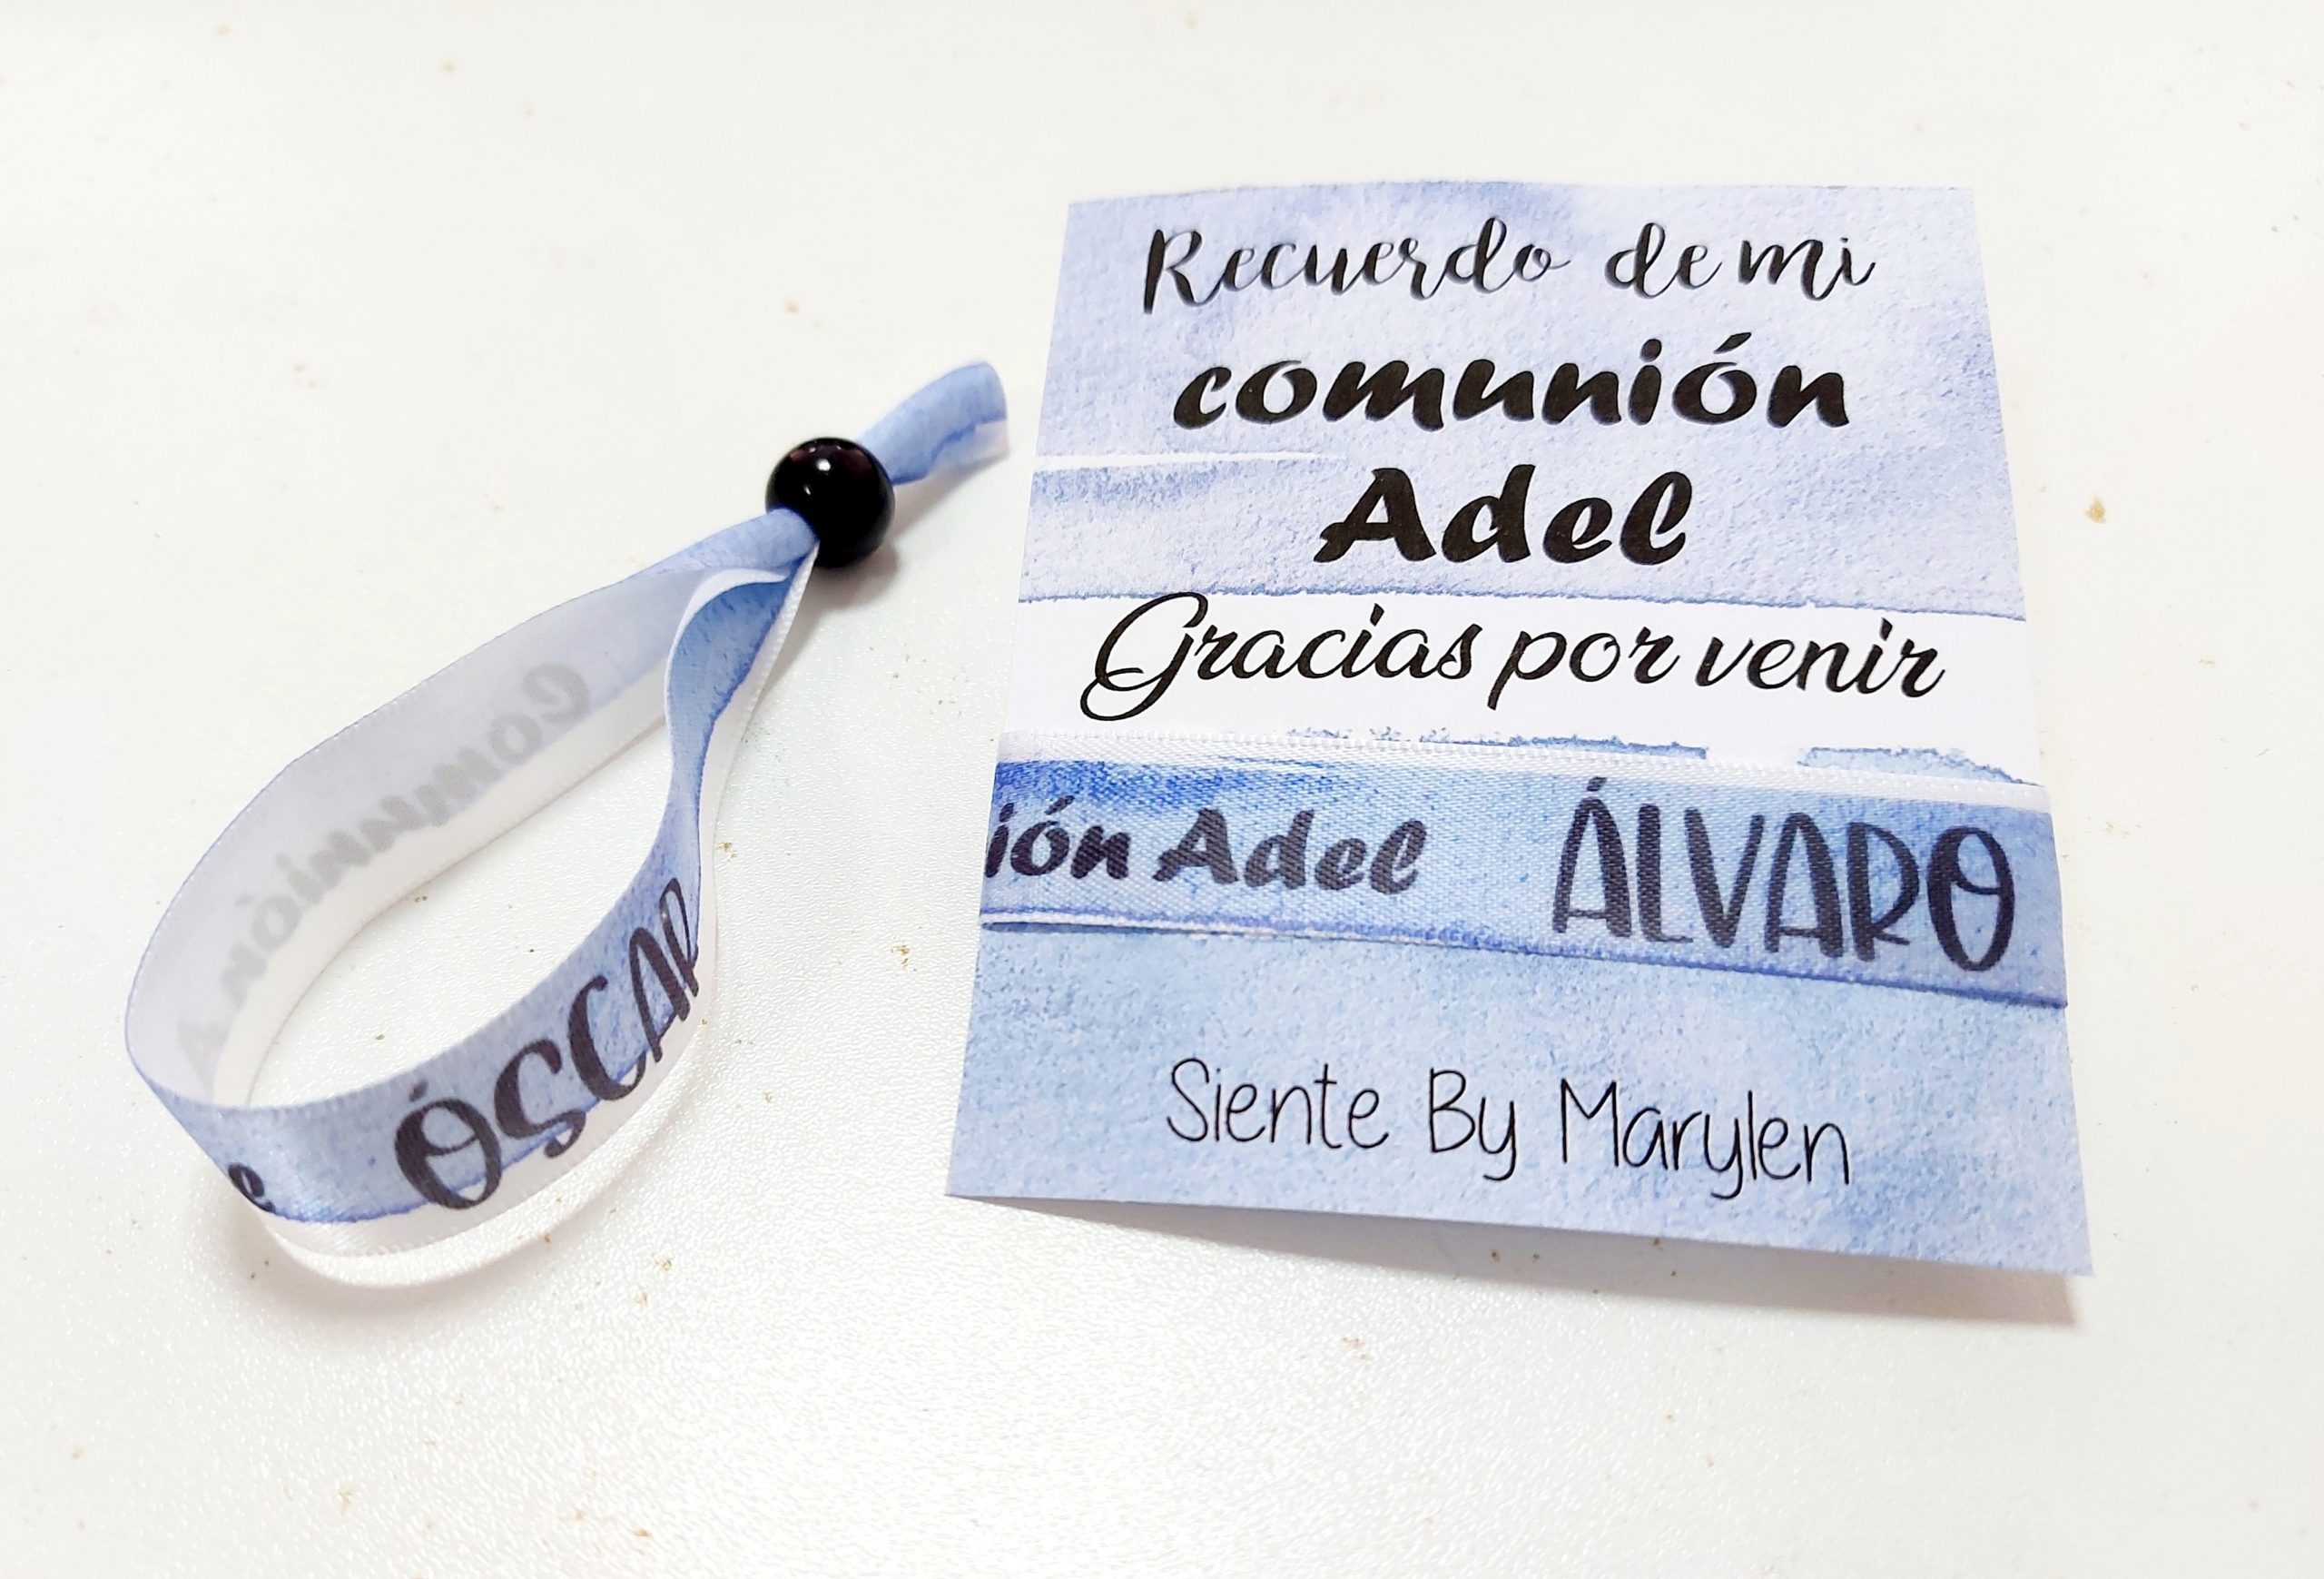 Recuerdo de mi
comunión
Adel
Gracias por venir
ión Adel ÁLVARO
Siente By Marylen
Comunión A
e ÓSCAR